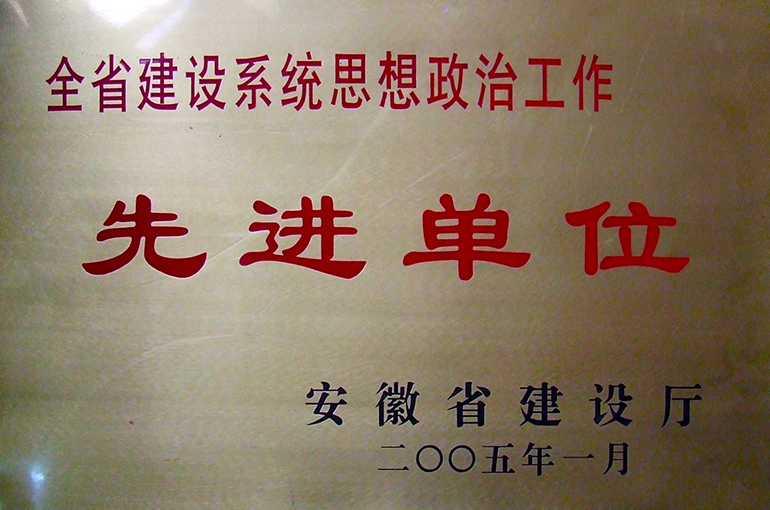 全省建设系统思想政治工作
先进单位
安徽省建设厅
二〇〇五年一月